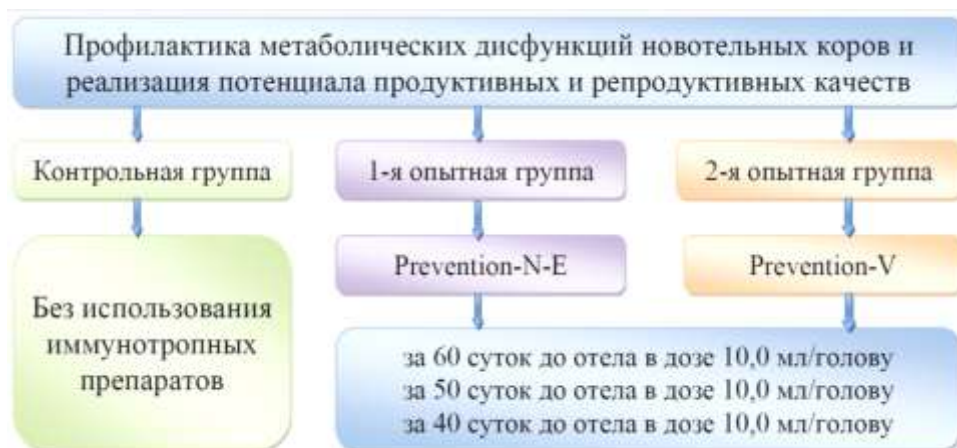 Профилактика метаболических дисфункций новотельных коров и
реализация потенциала продуктивных и репродуктивных качеств
Контрольная группа
1-я опытная группа
2-я опытная группа
Без использования
иммунотропных
препаратов
Prevention-N-E
Prevention-V
за 60 суток до отела в дозе 10,0 мл/голову
за 50 суток до отела в дозе 10,0 мл/голову
за 40 суток до отела в дозе 10,0 мл/голову